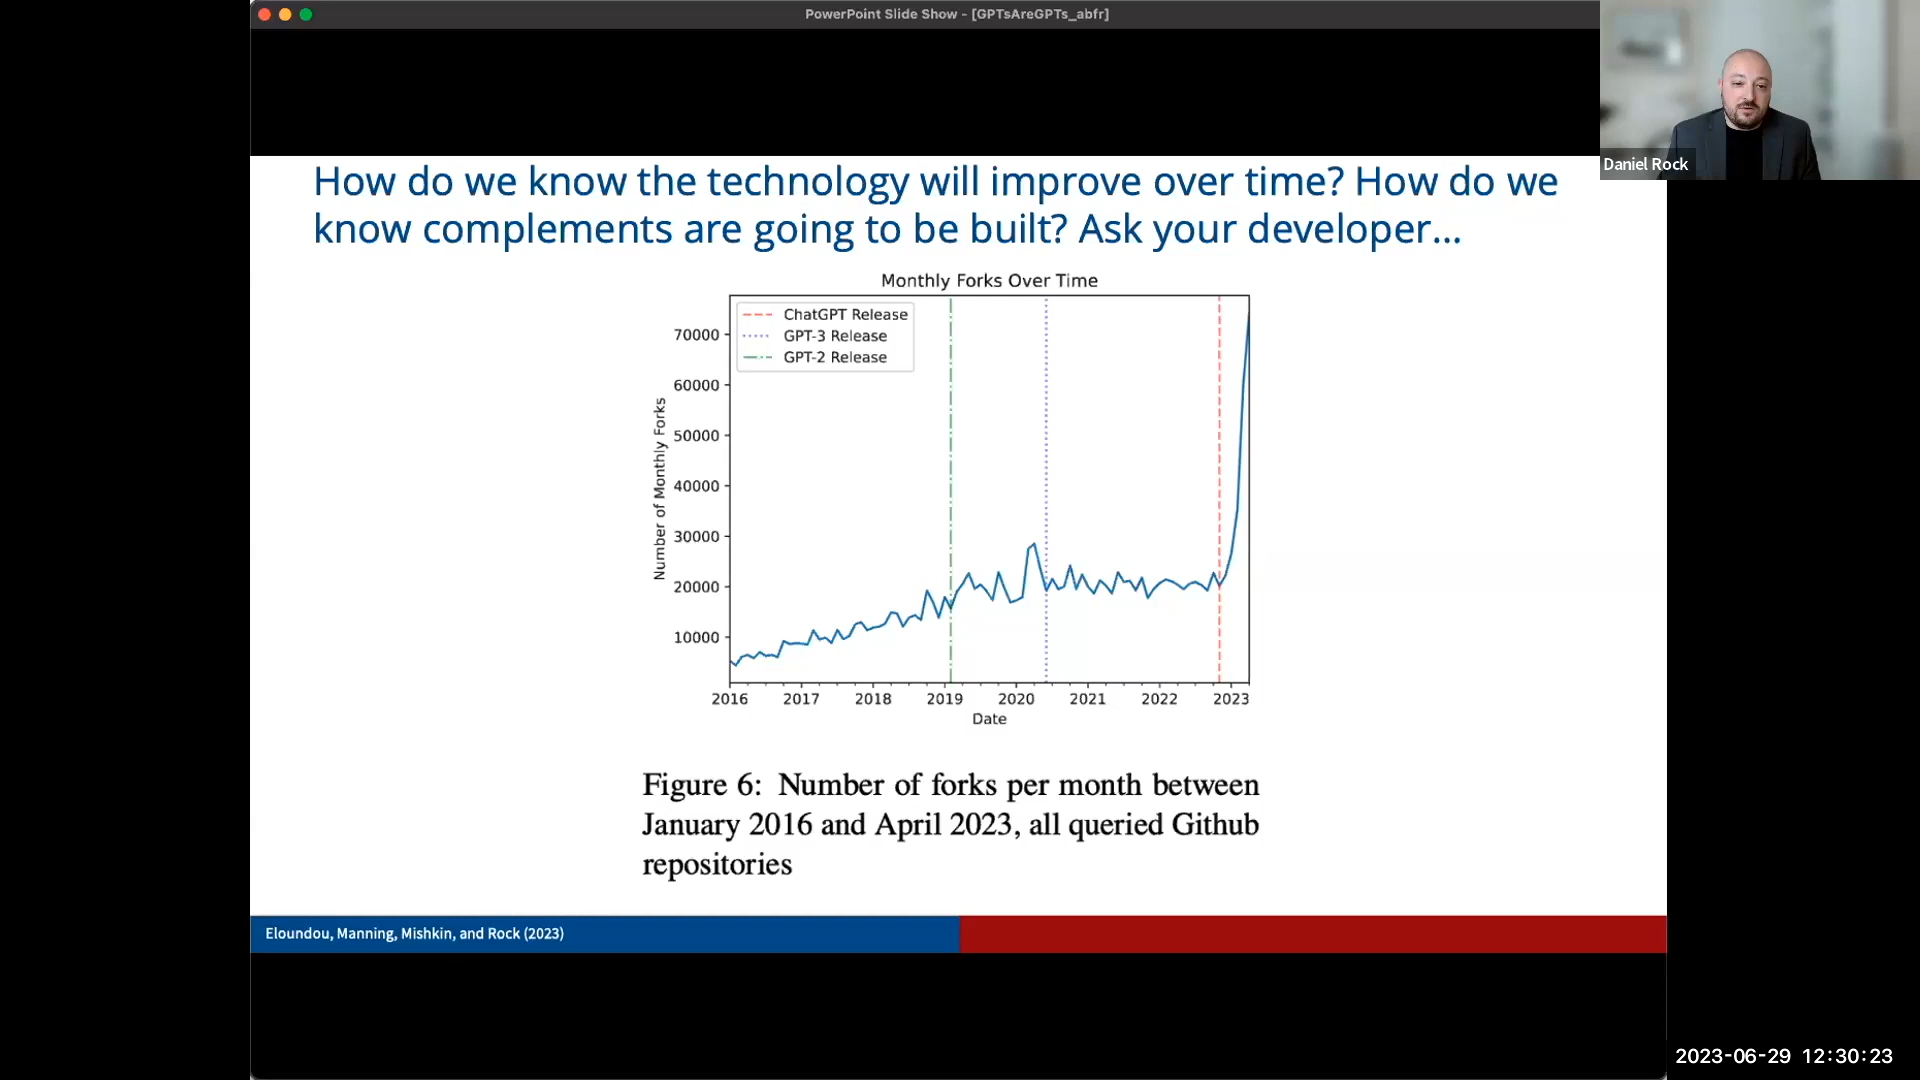 PowerPoint Slide Show - [GPTsAreGPTs_abfr]
Daniel Rock
How do we know the technology will improve over time? How do we
know complements are going to be built? Ask your developer...
Monthly Forks Over Time
ChatGPT Release
GPT-3 Release
GPT-2 Release
Number of Monthly Forks
70000
60000
50000
40000
30000
20000
10000
2016 2017 2018 2019 2020 2021 2022 2023
Date
Figure 6: Number of forks per month between
January 2016 and April 2023, all queried Github
repositories
Eloundou, Manning, Mishkin, and Rock (2023)
2023-06-29 12:30:23